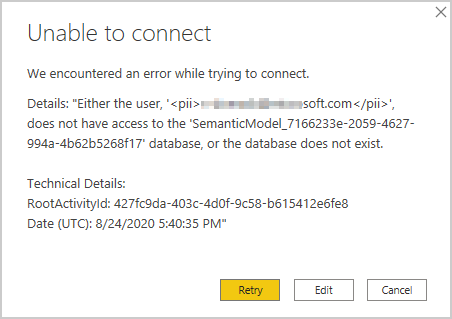 Unable to connect
We encountered an error while trying to connect.
Details: "Either the user, '<pii>soft.com</pii>',
does not have access to the 'SemanticModel_7166233e-2059-4627-
994a-4b62b5268f17' database, or the database does not exist.
Technical Details:
RootActivityId: 427fc9da-403c-4d0f-9c58-b615412e6fe8
Date (UTC): 8/24/2020 5:40:35 PM"
Retry Edit Cancel